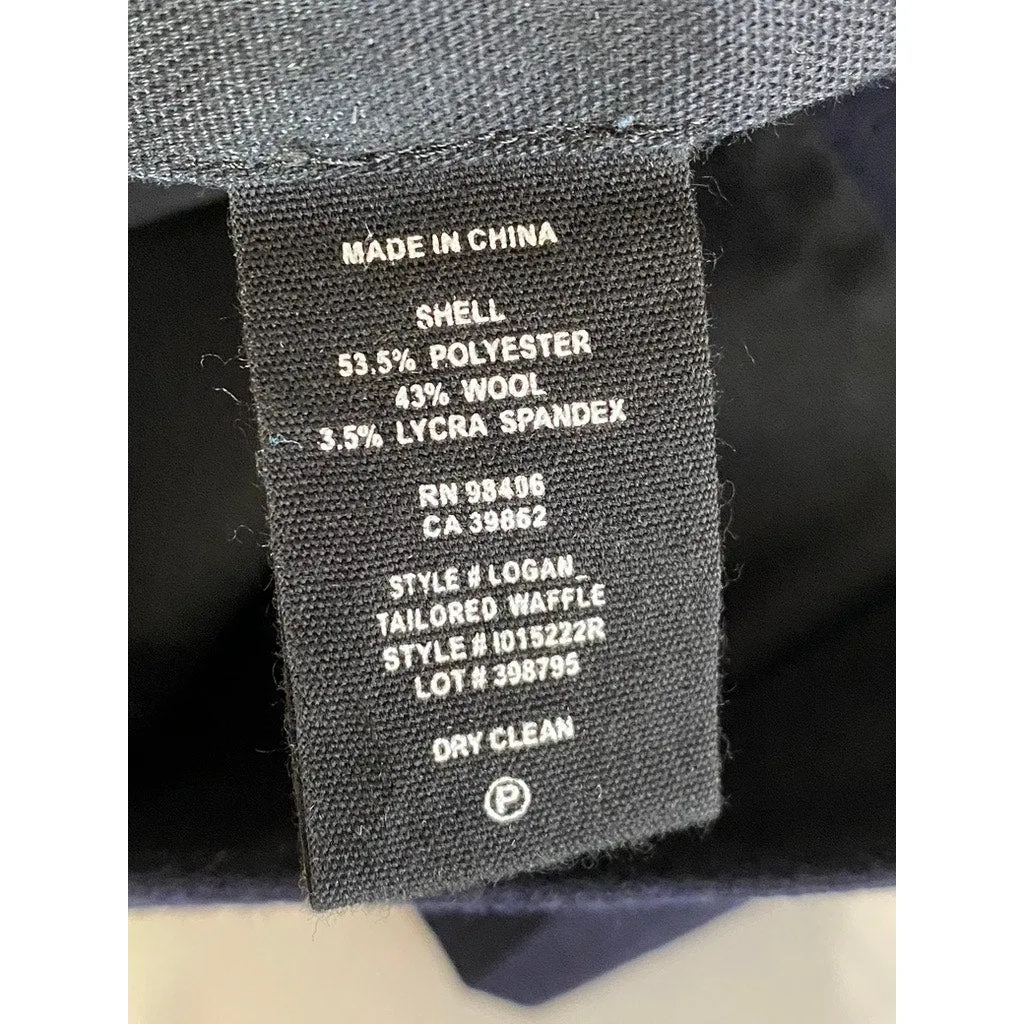 MADE IN CHINA
SHELL
53.5% POLYESTER
43% WOOL
3.5% LYCRA SPANDEX
RN 98406
CA 39862
STYLE # LOGAN_
TAILORED WAFFLE
STYLE # I015222R
LOT # 398795
DRY CLEAN
P